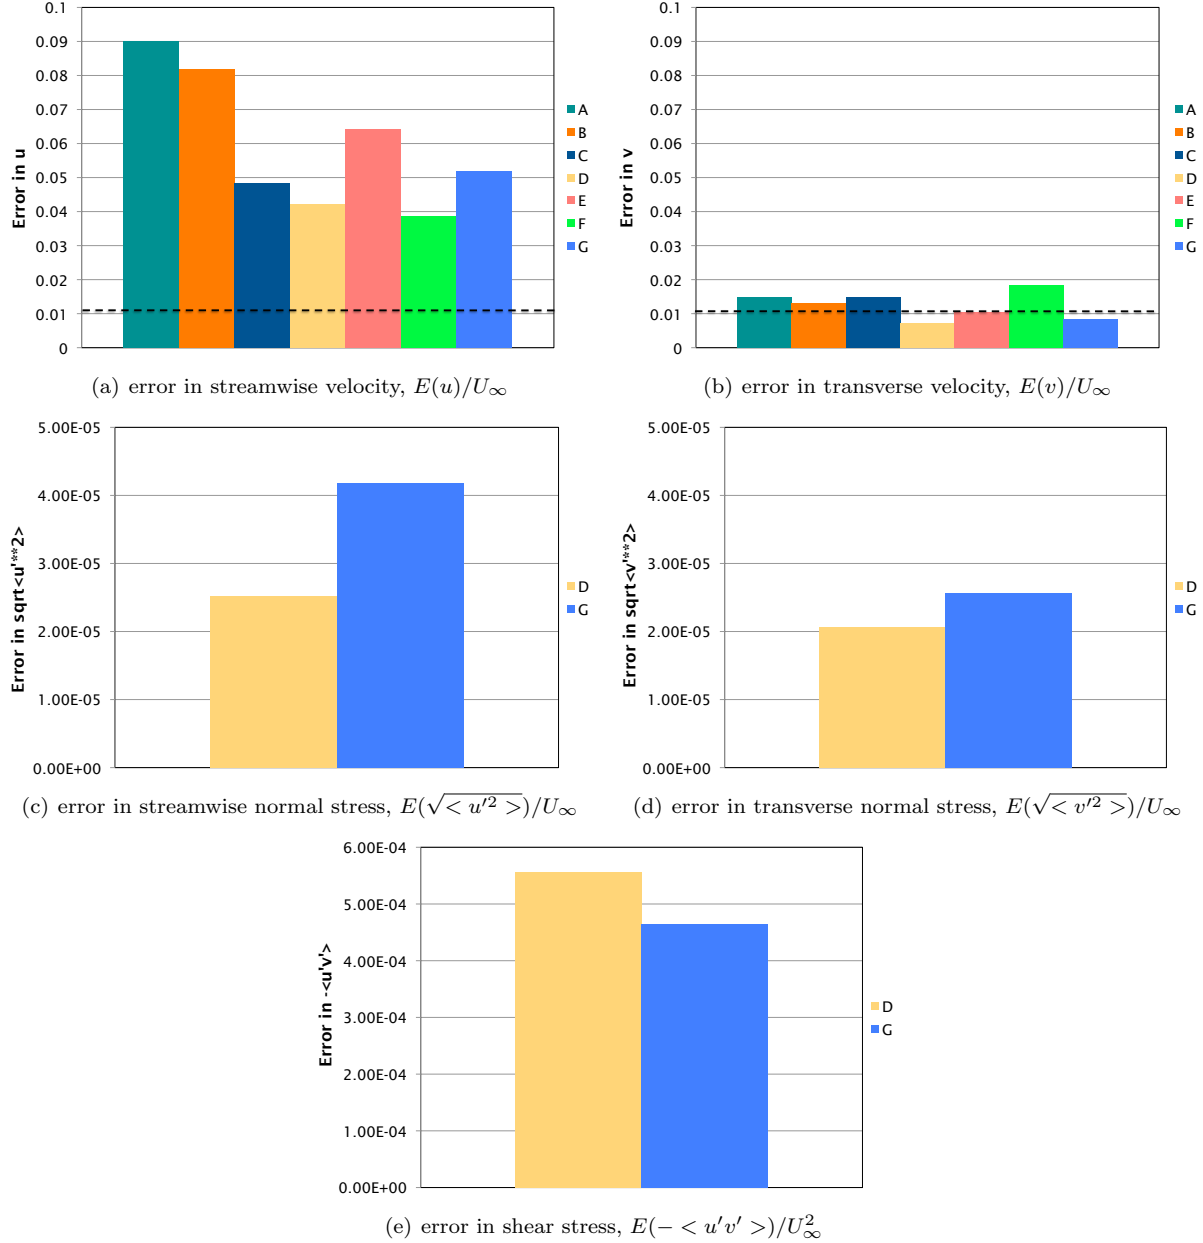 0.1
0.09
0.08
0.07
0.06
0.05
0.04
0.03
0.02
0.01
0
Error in u
A
B
C
D
E
F
G
(a) error in streamwise velocity, E(u)/U∞
0.1
0.09
0.08
0.07
0.06
0.05
0.04
0.03
0.02
0.01
0
Error in v
A
B
C
D
E
F
G
(b) error in transverse velocity, E(v)/U∞
5.00E-05
4.00E-05
3.00E-05
2.00E-05
1.00E-05
0.00E+00
Error in sqrt<u'**2>
D
G
(c) error in streamwise normal stress, E(√< u′² >)/U∞
5.00E-05
4.00E-05
3.00E-05
2.00E-05
1.00E-05
0.00E+00
Error in sqrt<v'**2>
D
G
(d) error in transverse normal stress, E(√< v′² >)/U∞
6.00E-04
5.00E-04
4.00E-04
3.00E-04
2.00E-04
1.00E-04
0.00E+00
Error in -<u'v'>
D
G
(e) error in shear stress, E(− < u′v′ >)/U²∞